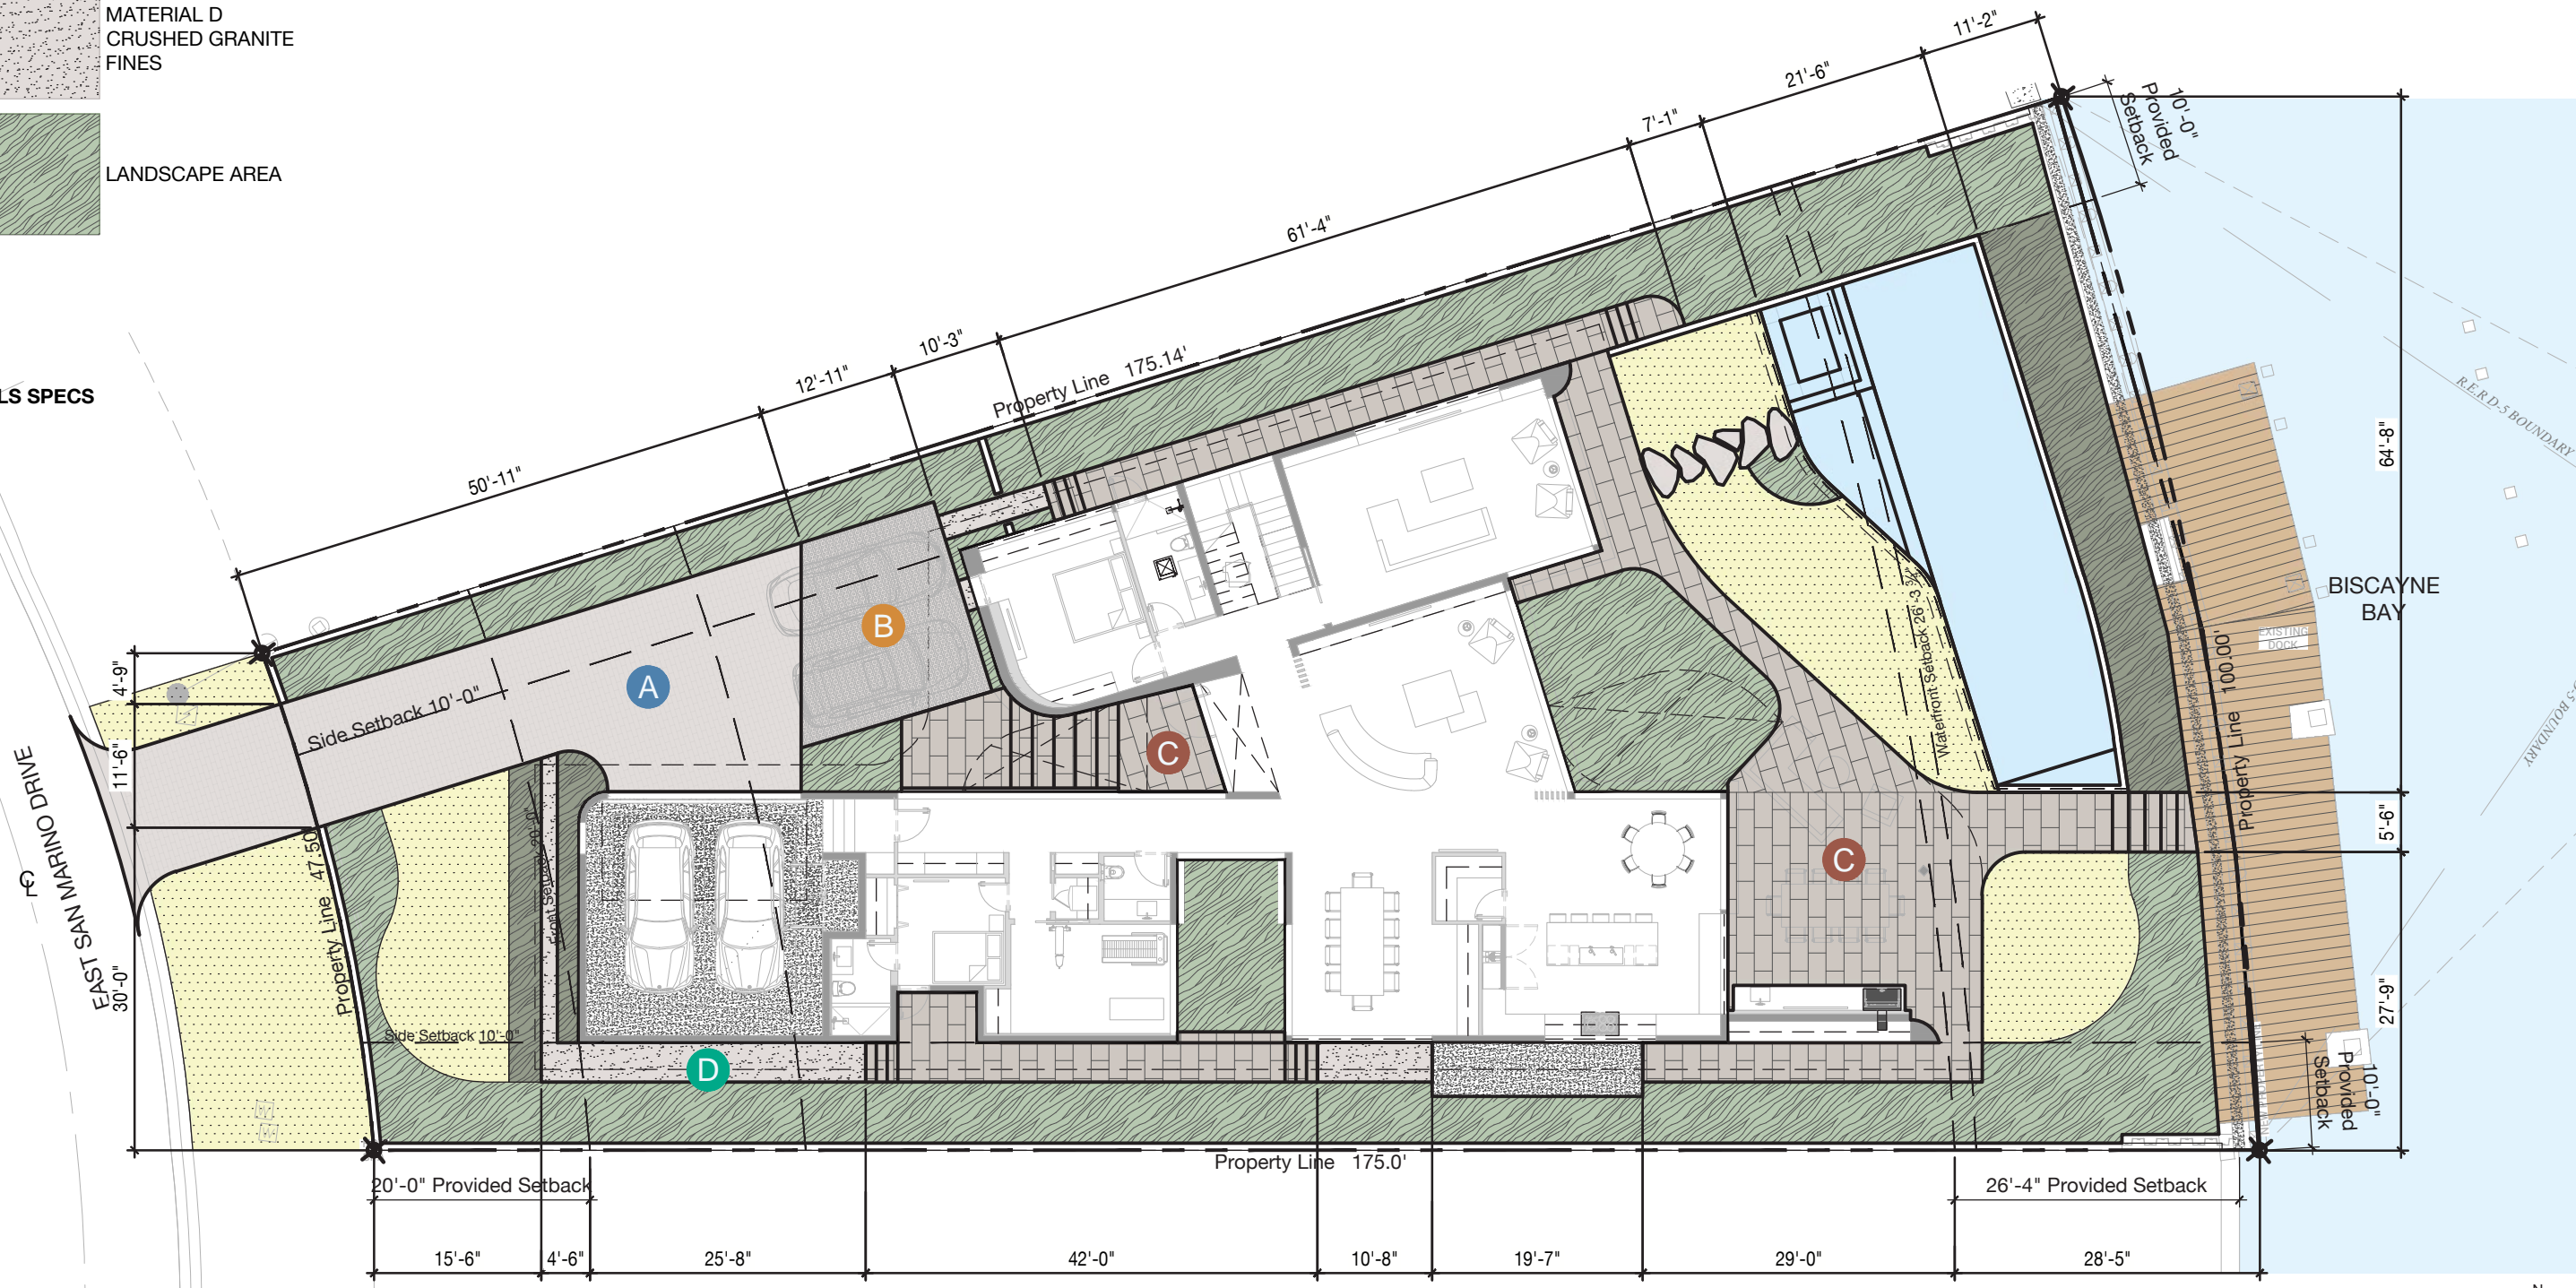 MATERIAL D
CRUSHED GRANITE
FINES
LANDSCAPE AREA
LS SPECS
11'-2"
21'-6"
7'-1"
61'-4"
10'-3"
12'-11"
50'-11"
10'-0"
Provided
Setback
Property Line 175.14'
64'-8"
R.E.R D-5 BOUNDARY
BISCAYNE
BAY
EXISTING
DOCK
D-5 BOUNDARY
A
B
C
C
D
Side Setback 10'-0"
4'-9"
11'-6"
30'-0"
EAST SAN MARINO DRIVE
CL
Property Line 47.50'
Front Setback 20'-0"
Side Setback 10'-0"
Waterfront Setback 26'-3 ¾"
Property Line 100.00'
5'-6"
27'-9"
10'-0"
Provided
Setback
Property Line 175.0'
20'-0" Provided Setback
26'-4" Provided Setback
15'-6"
4'-6"
25'-8"
42'-0"
10'-8"
19'-7"
29'-0"
28'-5"
N